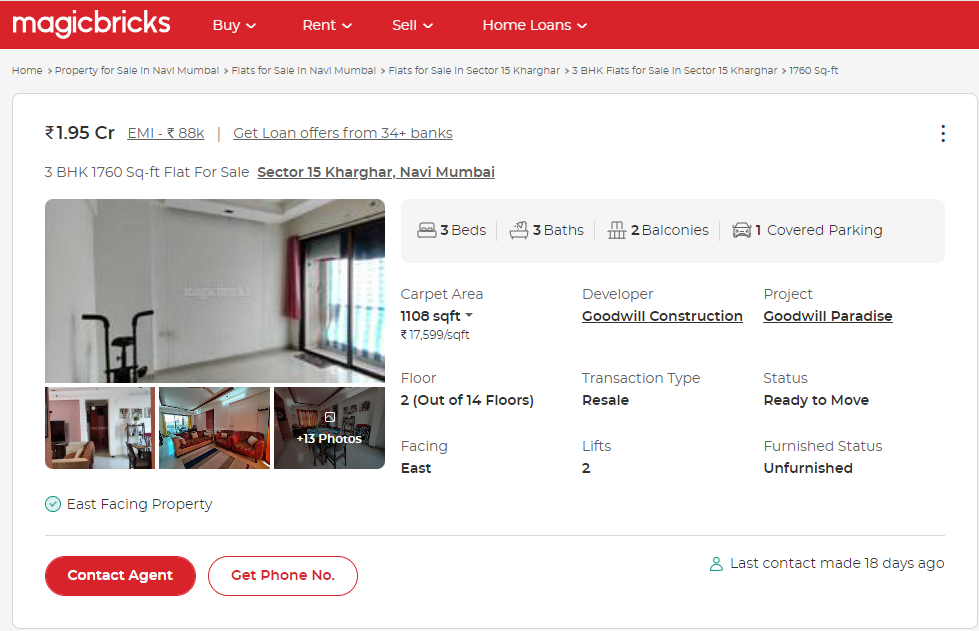 magicbricks
Buy Rent Sell Home Loans
Home > Property for Sale in Navi Mumbai > Flats for Sale in Navi Mumbai > Flats for Sale in Sector 15 Kharghar > 3 BHK Flats for Sale in Sector 15 Kharghar > 1760 Sq-ft
₹1.95 Cr EMI - ₹ 88k | Get Loan offers from 34+ banks
3 BHK 1760 Sq-ft Flat For Sale Sector 15 Kharghar, Navi Mumbai
magicbricks
+13 Photos
3 Beds 3 Baths 2 Balconies 1 Covered Parking
Carpet Area
1108 sqft
₹17,599/sqft
Developer
Goodwill Construction
Project
Goodwill Paradise
Floor
2 (Out of 14 Floors)
Transaction Type
Resale
Status
Ready to Move
Facing
East
Lifts
2
Furnished Status
Unfurnished
East Facing Property
Contact Agent
Get Phone No.
Last contact made 18 days ago